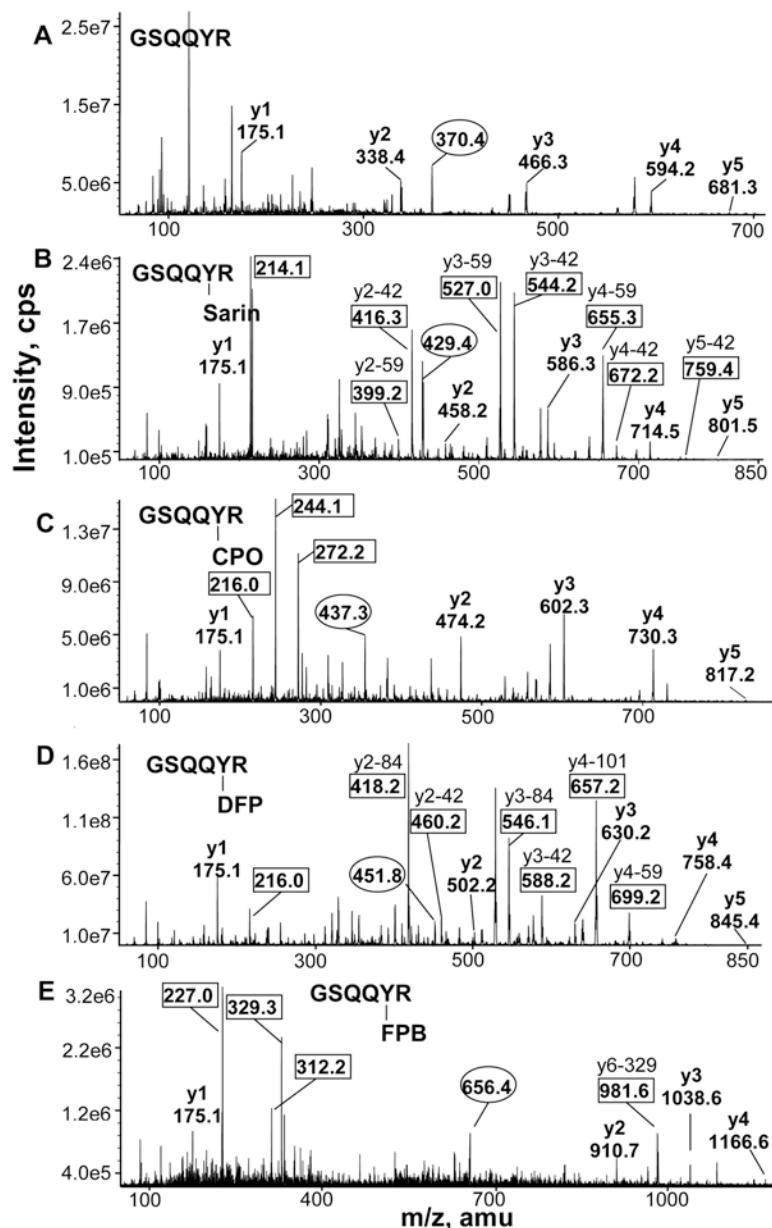 Intensity, cps
A
GSQQYR
2.5e7
1.5e7
5.0e6
y1
175.1
y2
338.4
370.4
y3
466.3
y4
594.2
y5
681.3
100 300 500 700
B
GSQQYR
Sarin
2.4e6
1.7e6
9.0e5
1.0e5
214.1
y1
175.1
y2-42
416.3
y2-59
399.2
429.4
y2
458.2
y3-59
527.0
y3-42
544.2
y3
586.3
y4-59
655.3
y4-42
672.2
y4
714.5
y5-42
759.4
y5
801.5
100 300 500 700 850
C
GSQQYR
CPO
1.3e7
9.0e6
5.0e6
1.0e6
244.1
272.2
216.0
y1
175.1
437.3
y2
474.2
y3
602.3
y4
730.3
y5
817.2
100 300 500 700
D
GSQQYR
DFP
1.6e8
1.1e8
6.0e7
1.0e7
y1
175.1
216.0
y2-84
418.2
y2-42
460.2
451.8
y2
502.2
y3-84
546.1
y3-42
588.2
y4-101
657.2
y3
630.2
y4-59
699.2
y4
758.4
y5
845.4
100 300 500 700 850
E
GSQQYR
FPB
3.2e6
2.2e6
1.2e6
4.0e5
227.0
329.3
312.2
y1
175.1
656.4
y6-329
981.6
y2
910.7
y3
1038.6
y4
1166.6
100 400 700 1000
m/z, amu